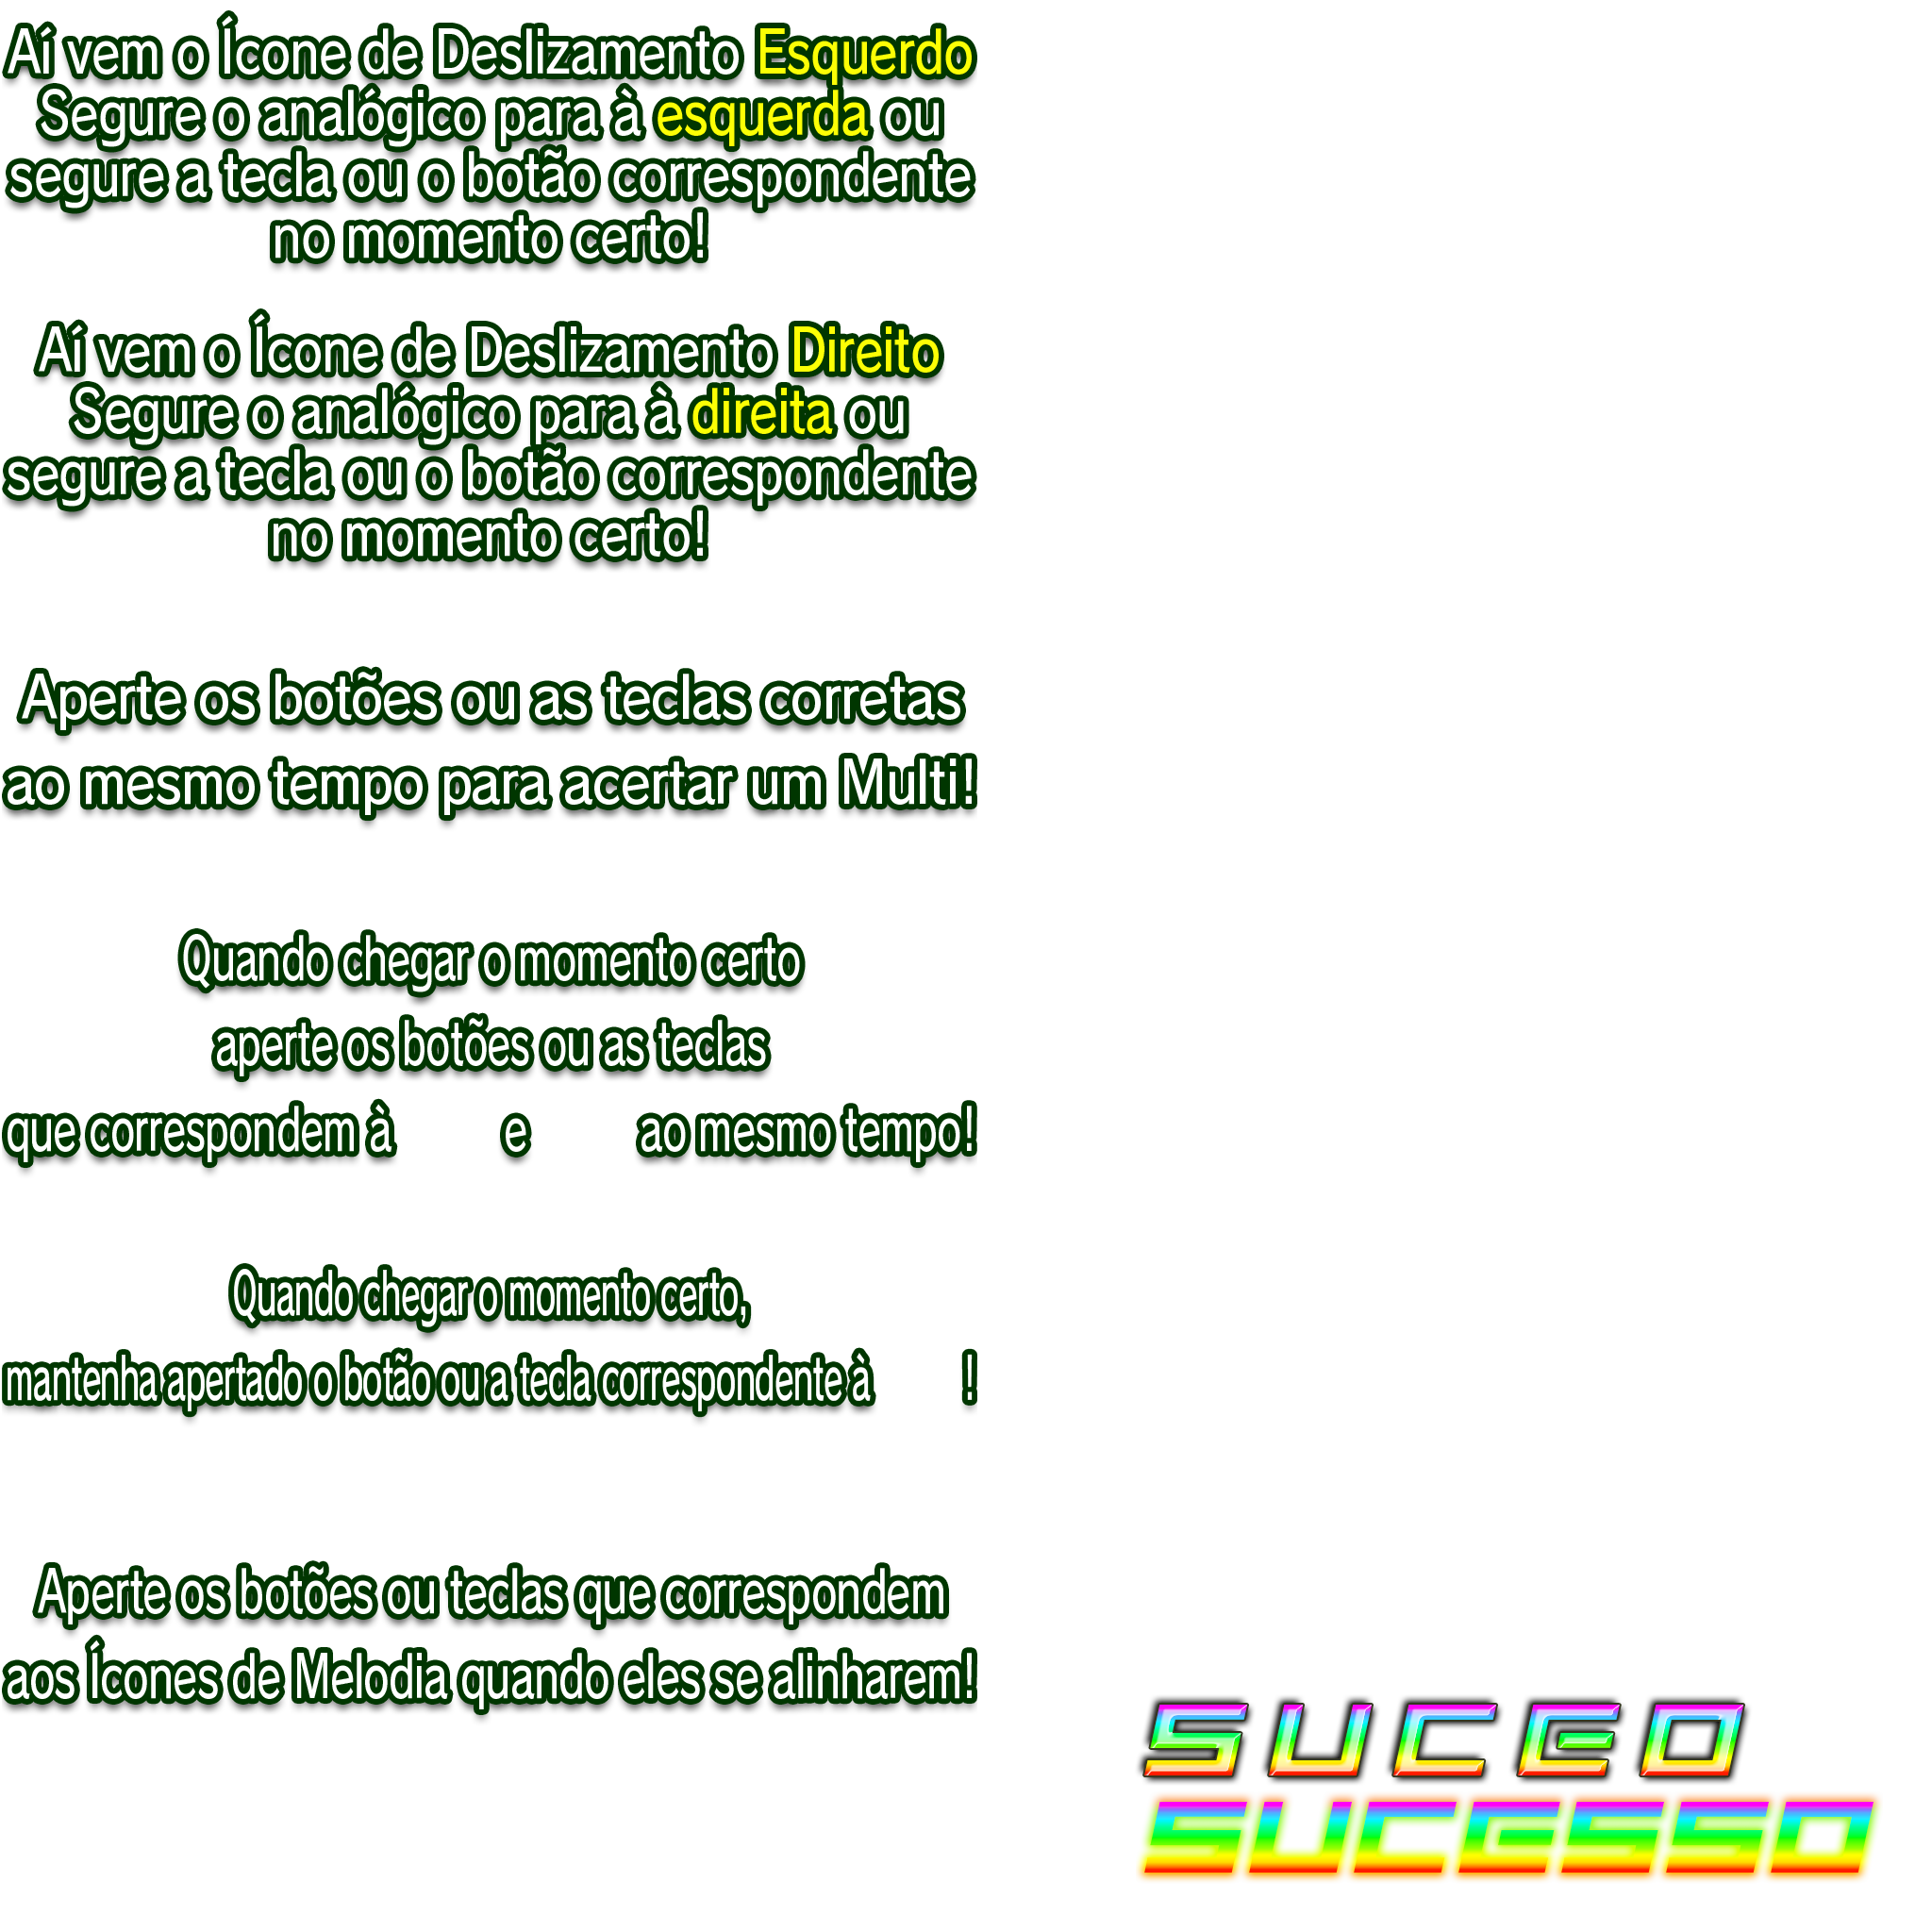 Aí vem o Ícone de Deslizamento Esquerdo
Segure o analógico para à esquerda ou
segure a tecla ou o botão correspondente
no momento certo!
Aí vem o Ícone de Deslizamento Direito
Segure o analógico para à direita ou
segure a tecla ou o botão correspondente
no momento certo!
Aperte os botões ou as teclas corretas
ao mesmo tempo para acertar um Multi!
Quando chegar o momento certo
aperte os botões ou as teclas
que correspondem à e ao mesmo tempo!
Quando chegar o momento certo,
mantenha apertado o botão ou a tecla correspondente à !
Aperte os botões ou teclas que correspondem
aos Ícones de Melodia quando eles se alinharem!
SUCEO
SUCESSO